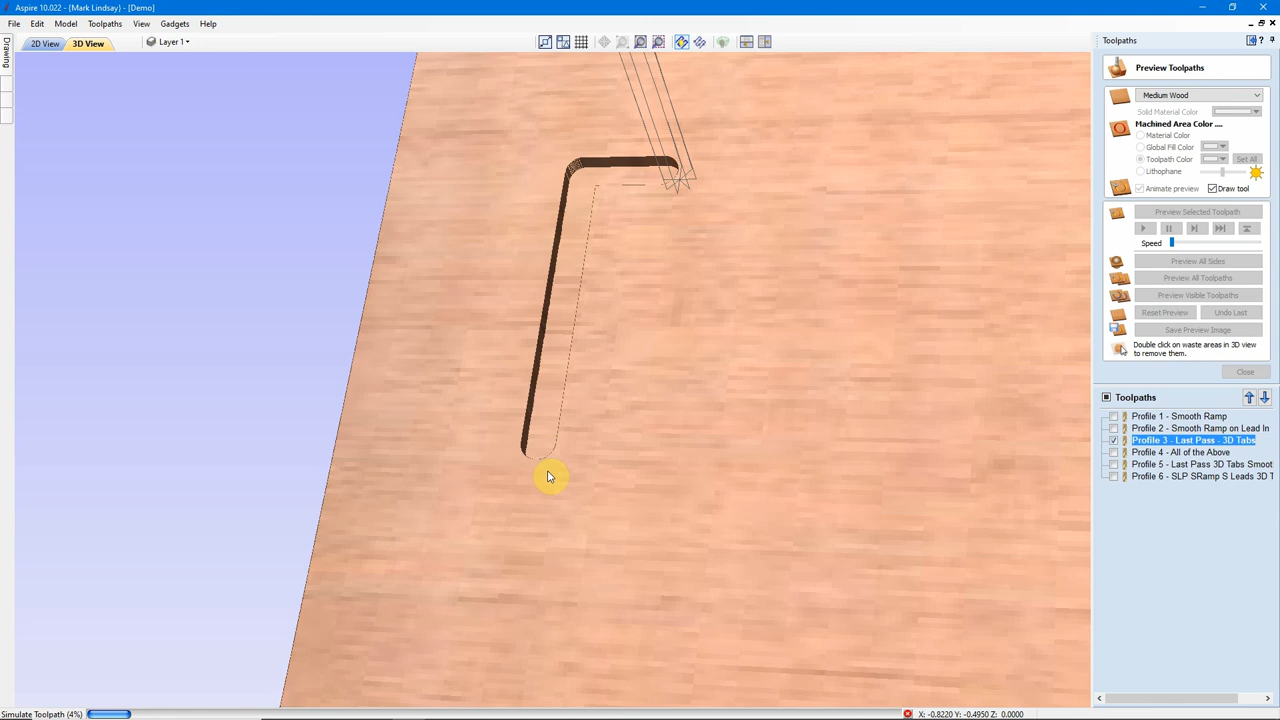 Aspire 10.022 - {Mark Lindsay} - [Demo]
File Edit Model Toolpaths View Gadgets Help
Drawing
2D View 3D View Layer 1
Toolpaths
Preview Toolpaths
Medium Wood
Solid Material Color
Machined Area Color ....
Material Color
Global Fill Color
Toolpath Color Set All
Lithophane
Animate preview Draw tool
Preview Selected Toolpath
Speed
Preview All Sides
Preview All Toolpaths
Preview Visible Toolpaths
Reset Preview Undo Last
Save Preview Image
Double click on waste areas in 3D view
to remove them.
Close
Toolpaths
Profile 1 - Smooth Ramp
Profile 2 - Smooth Ramp on Lead In
Profile 3 - Last Pass - 3D Tabs
Profile 4 - All of the Above
Profile 5 - Last Pass 3D Tabs Smoot
Profile 6 - SLP SRamp S Leads 3D T
Simulate Toolpath (4%) X: -0.8220 Y: -0.4950 Z: 0.0000